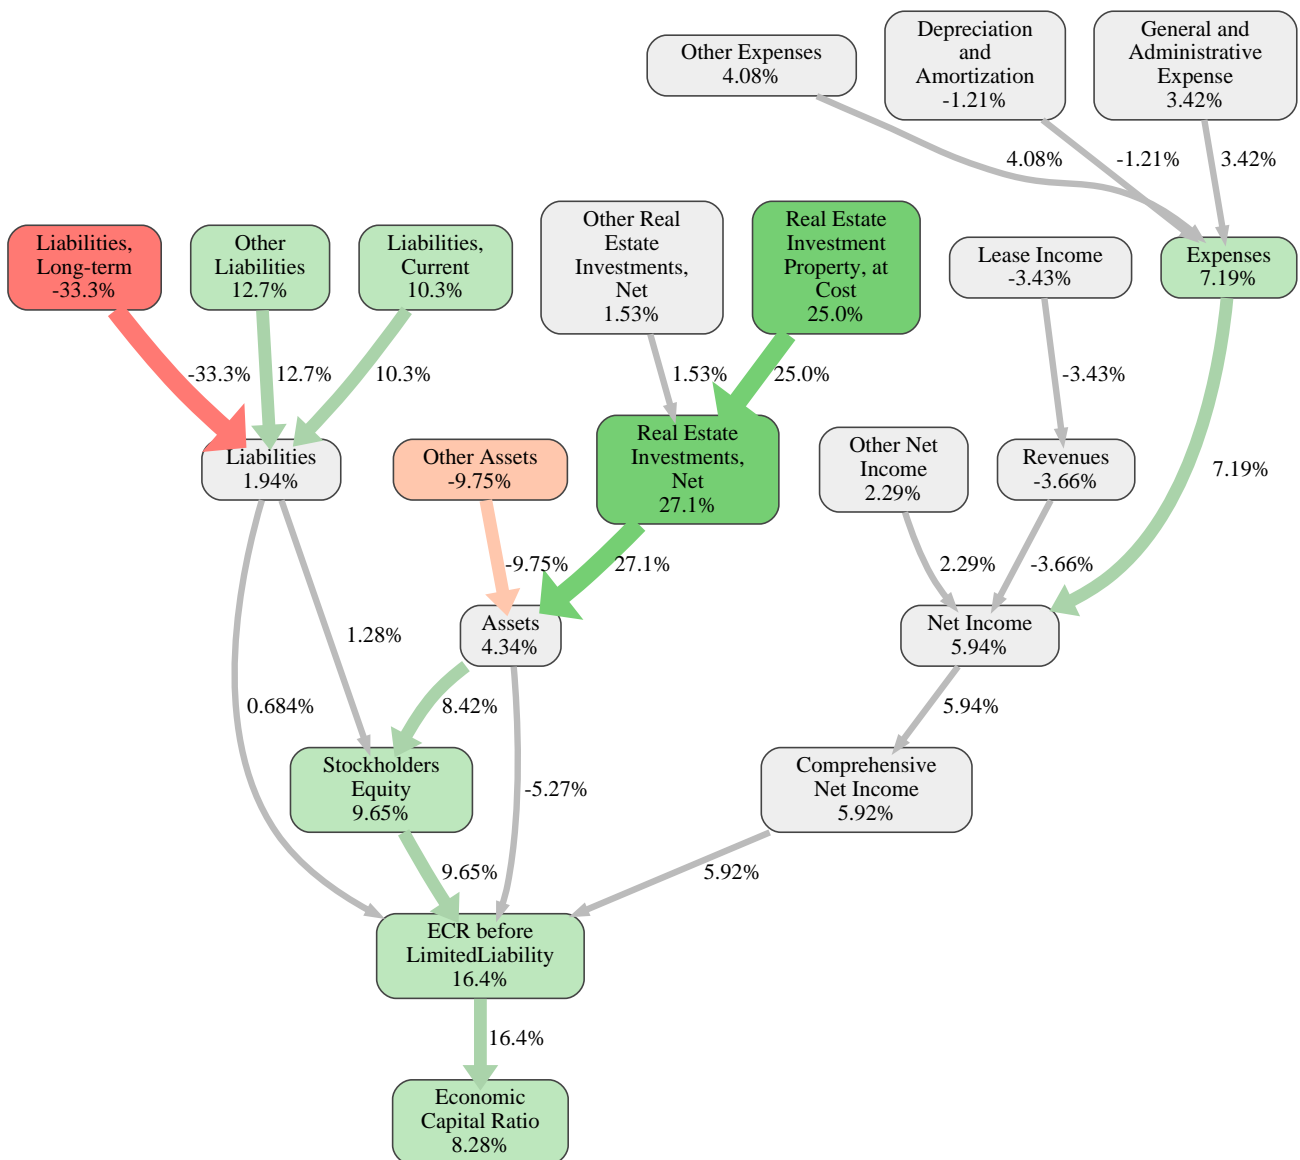 Other Expenses
4.08%
Depreciation
and
Amortization
-1.21%
General and
Administrative
Expense
3.42%
4.08%
-1.21%
3.42%
Liabilities,
Long-term
-33.3%
Other
Liabilities
12.7%
Liabilities,
Current
10.3%
Other Real
Estate
Investments,
Net
1.53%
Real Estate
Investment
Property, at
Cost
25.0%
Lease Income
-3.43%
Expenses
7.19%
-33.3%
12.7%
10.3%
1.53%
25.0%
-3.43%
7.19%
Liabilities
1.94%
Other Assets
-9.75%
Real Estate
Investments,
Net
27.1%
Other Net
Income
2.29%
Revenues
-3.66%
-9.75%
27.1%
2.29%
-3.66%
1.28%
Assets
4.34%
Net Income
5.94%
0.684%
8.42%
5.94%
Stockholders
Equity
9.65%
-5.27%
Comprehensive
Net Income
5.92%
9.65%
5.92%
ECR before
LimitedLiability
16.4%
16.4%
Economic
Capital Ratio
8.28%